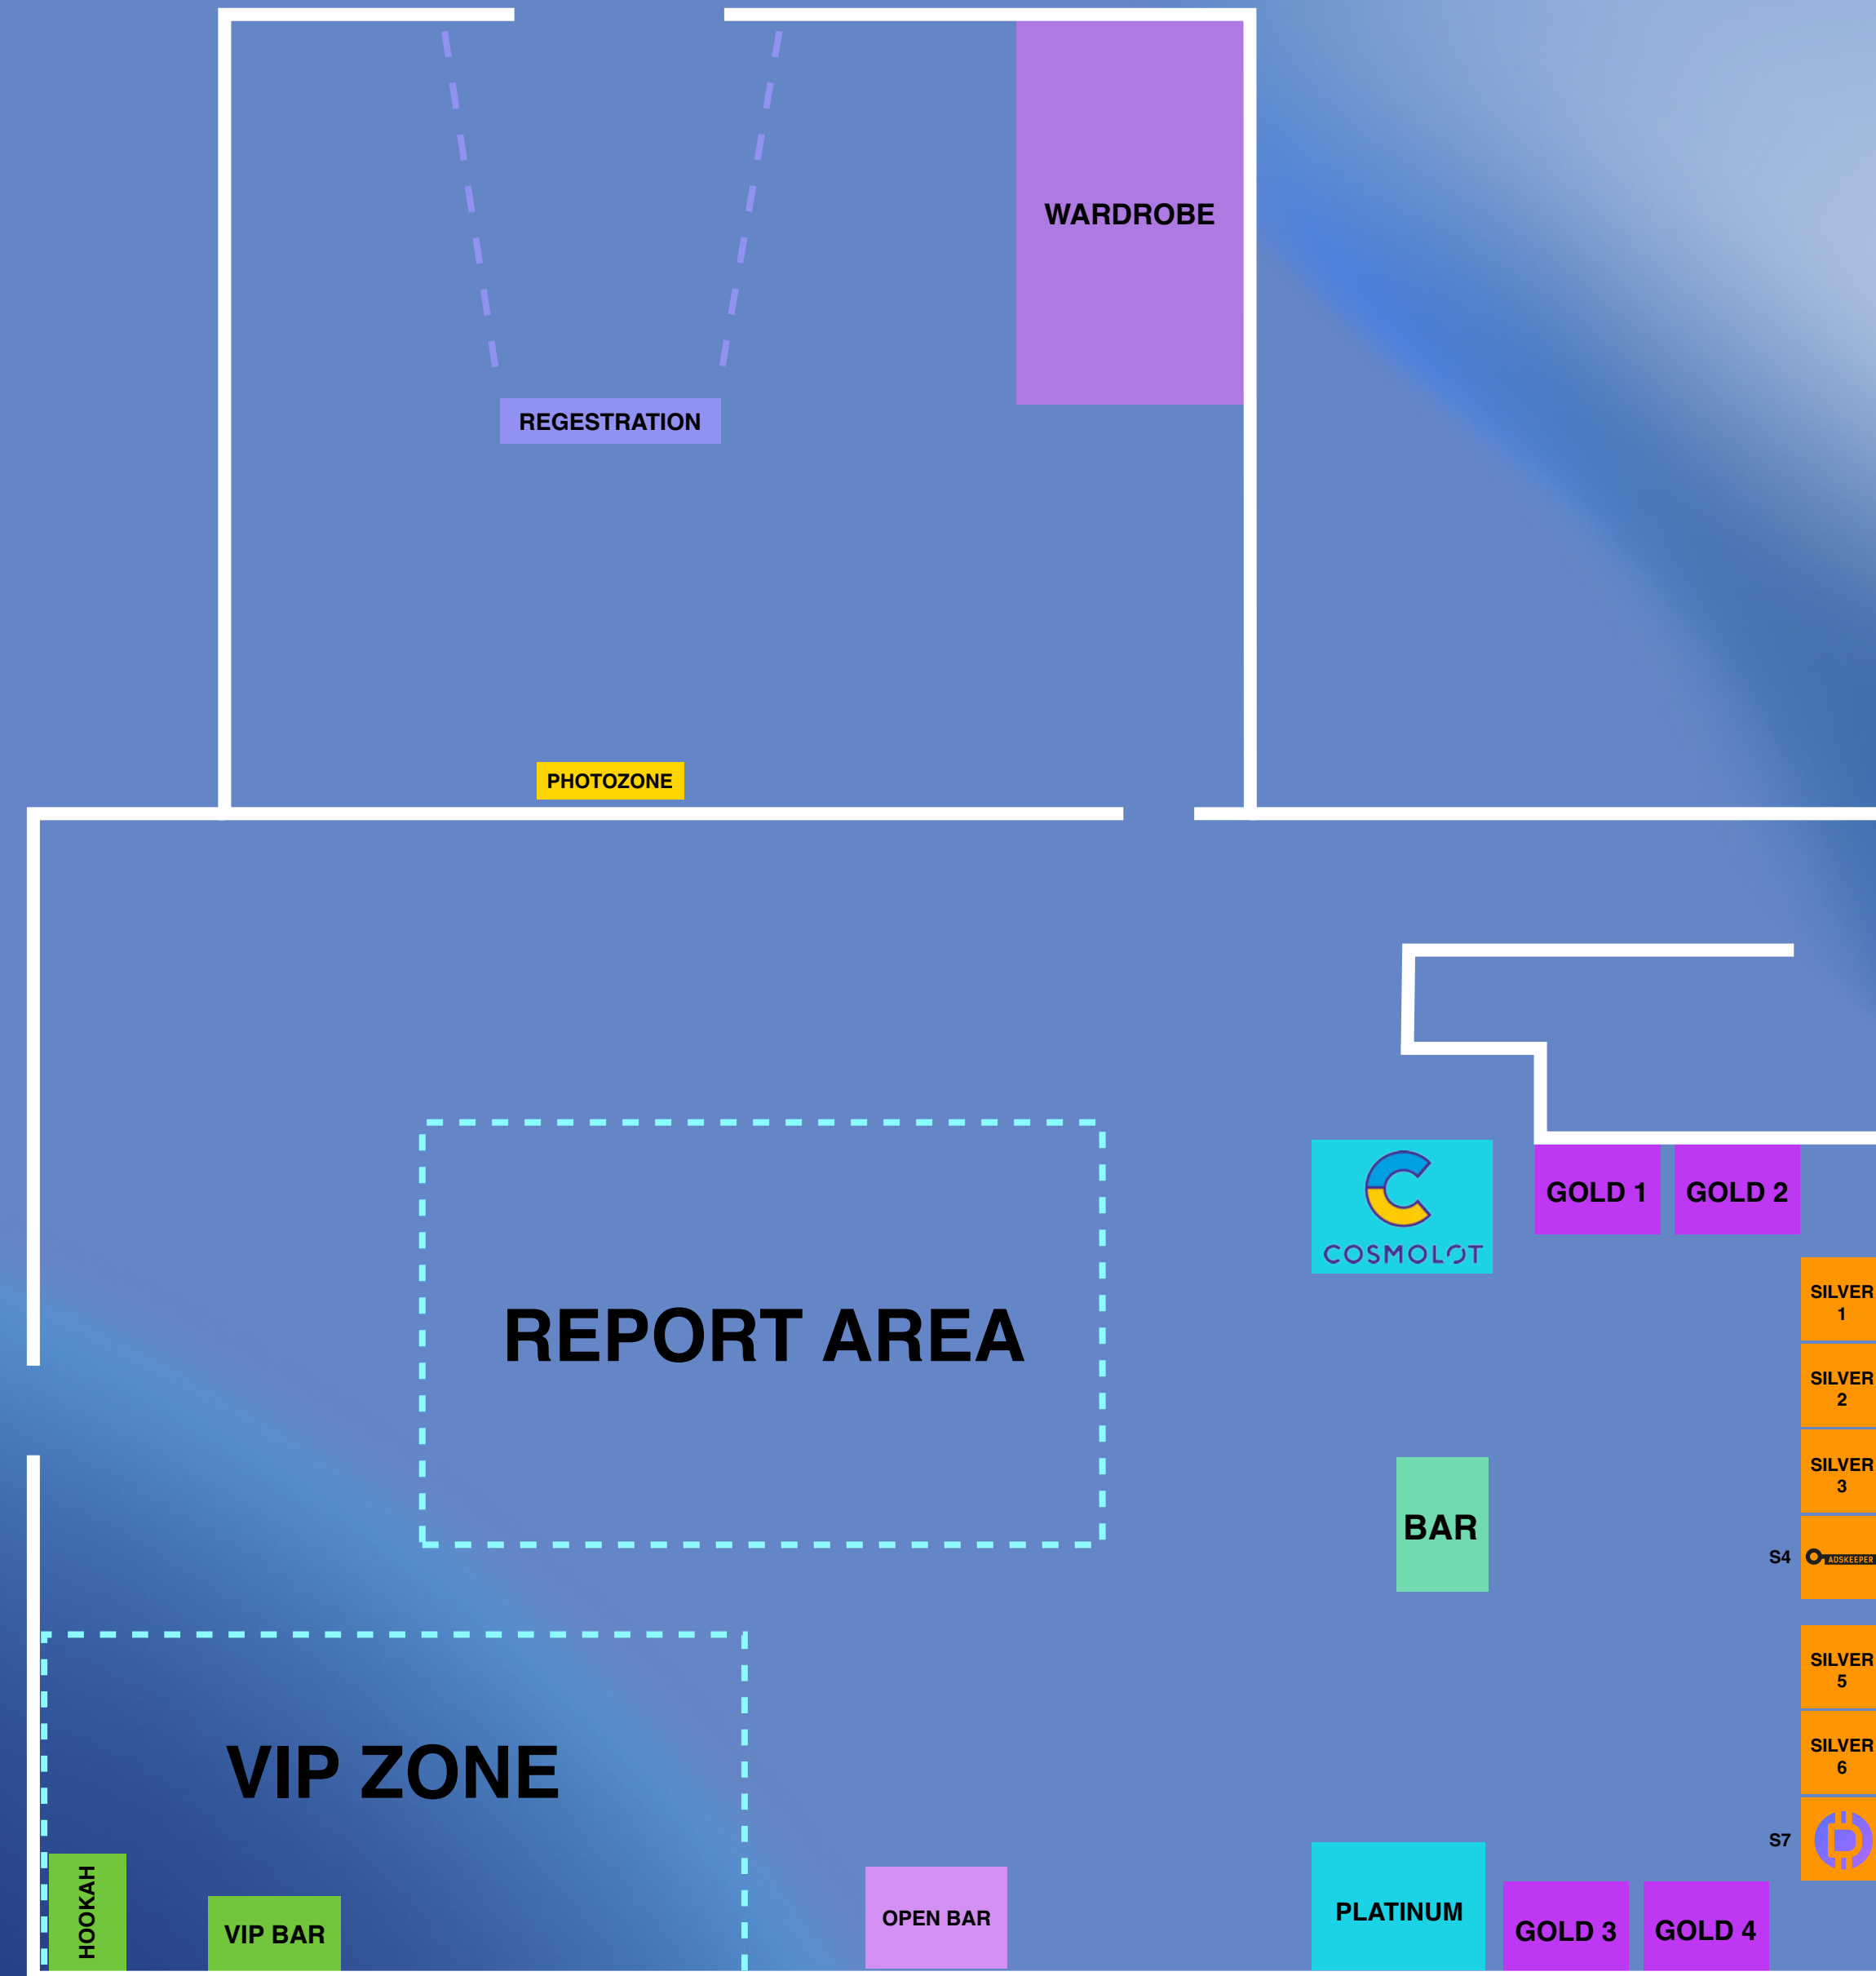 WARDROBE
REGESTRATION
PHOTOZONE
COSMOLOT
GOLD 1
GOLD 2
REPORT AREA
SILVER
1
SILVER
2
SILVER
3
BAR
S4
ADSKEEPER
SILVER
5
SILVER
6
VIP ZONE
S7
HOOKAH
VIP BAR
OPEN BAR
PLATINUM
GOLD 3
GOLD 4